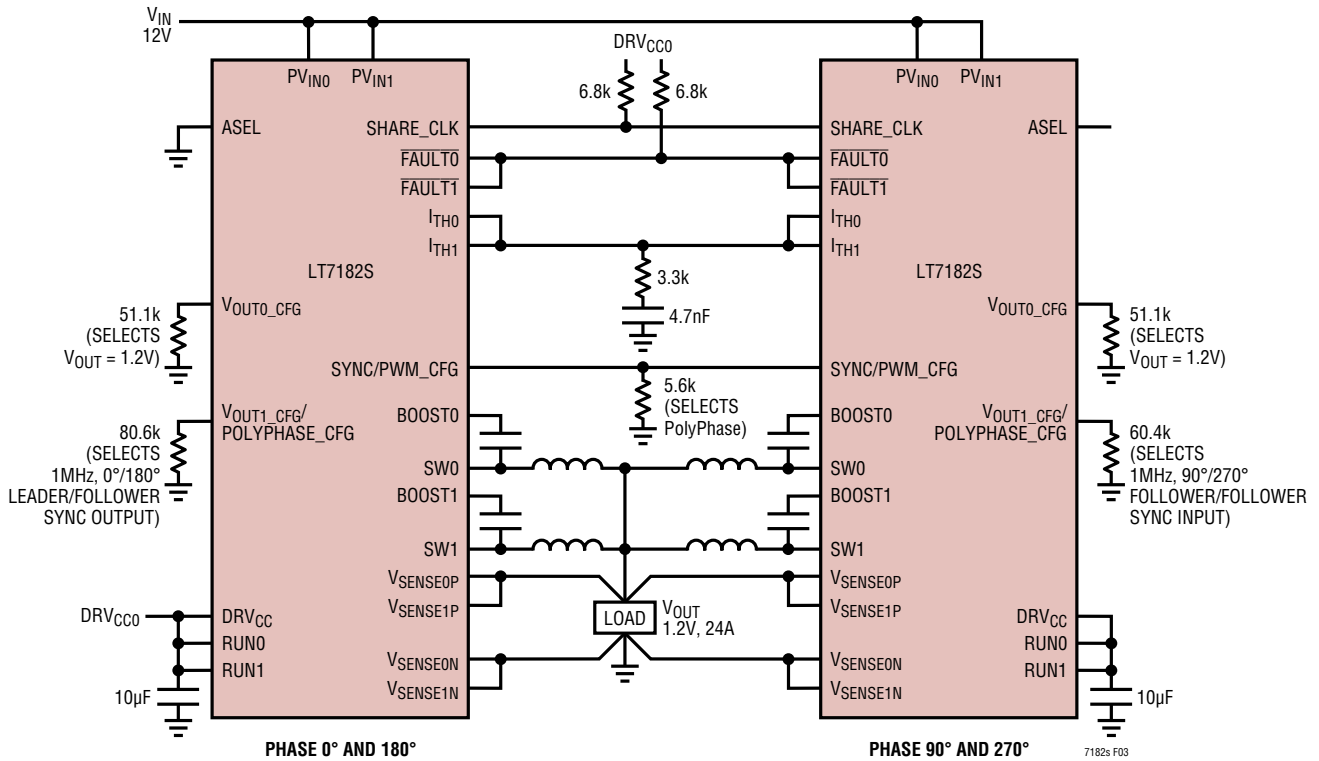 VIN
12V
PVIN0 PVIN1
ASEL
SHARE_CLK
FAULT0
FAULT1
ITH0
ITH1
LT7182S
VOUT0_CFG
51.1k
(SELECTS
VOUT = 1.2V)
SYNC/PWM_CFG
VOUT1_CFG/
POLYPHASE_CFG
80.6k
(SELECTS
1MHz, 0°/180°
LEADER/FOLLOWER
SYNC OUTPUT)
BOOST0
SW0
BOOST1
SW1
VSENSE0P
VSENSE1P
VSENSE0N
VSENSE1N
DRVCC0
DRVCC
RUN0
RUN1
10µF
PHASE 0° AND 180°
DRVCC0
6.8k
6.8k
3.3k
4.7nF
5.6k
(SELECTS
PolyPhase)
LOAD
VOUT
1.2V, 24A
PVIN0 PVIN1
SHARE_CLK
ASEL
FAULT0
FAULT1
ITH0
ITH1
LT7182S
VOUT0_CFG
51.1k
(SELECTS
VOUT = 1.2V)
SYNC/PWM_CFG
BOOST0
VOUT1_CFG/
POLYPHASE_CFG
60.4k
(SELECTS
1MHz, 90°/270°
FOLLOWER/FOLLOWER
SYNC INPUT)
SW0
BOOST1
SW1
VSENSE0P
VSENSE1P
VSENSE0N
VSENSE1N
DRVCC
RUN0
RUN1
10µF
PHASE 90° AND 270°
7182s F03